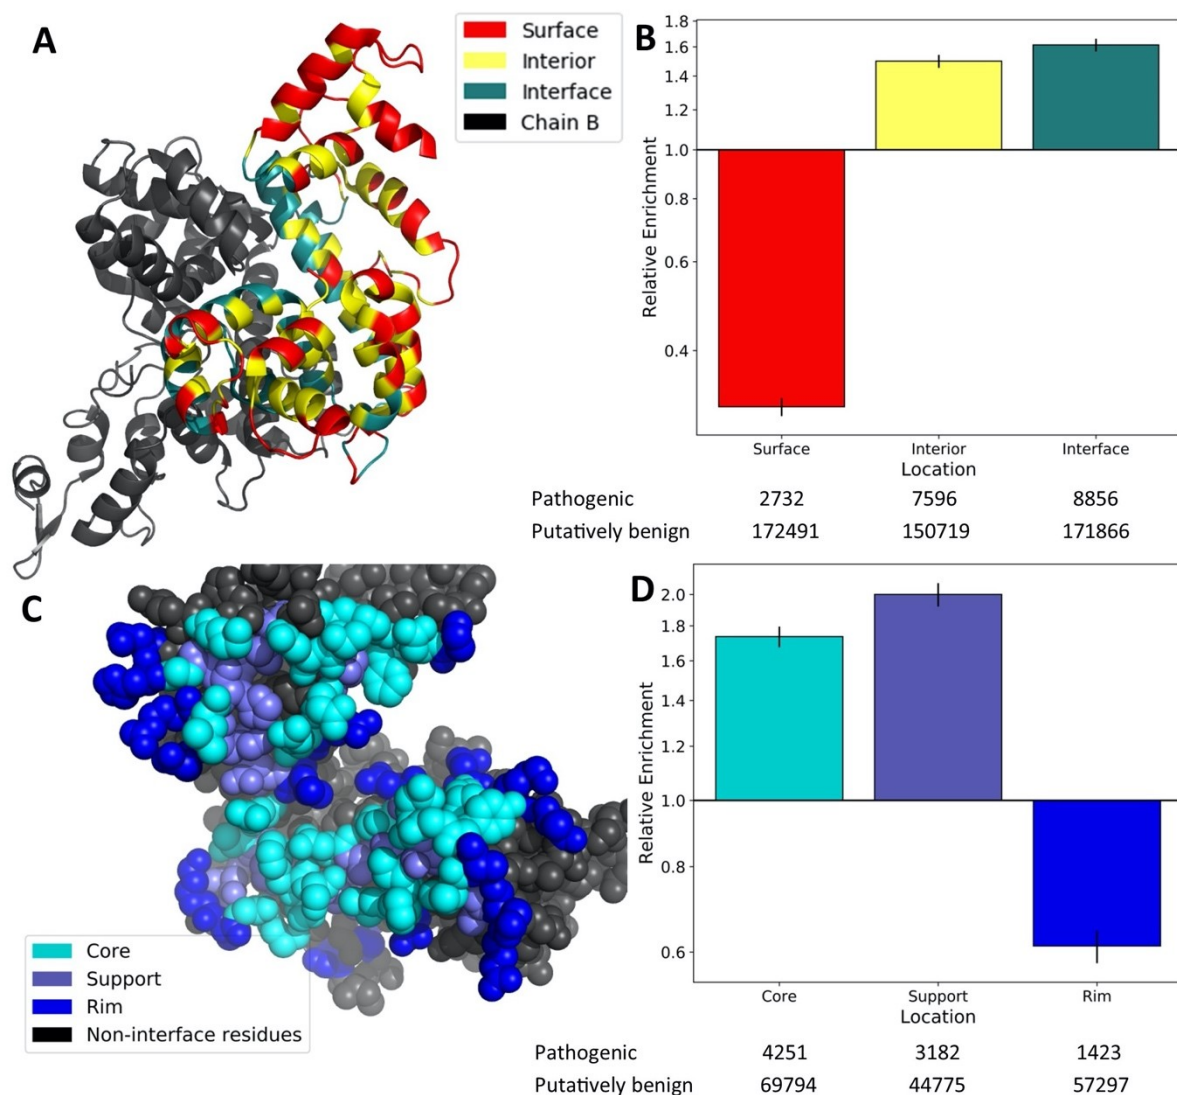 A
Surface
Interior
Interface
Chain B
B
1.8
1.6
1.4
1.2
1.0
0.8
0.6
0.4
Relative Enrichment
Surface Interior Interface
Location
Pathogenic 2732 7596 8856
Putatively benign 172491 150719 171866
C
Core
Support
Rim
Non-interface residues
D
2.0
1.8
1.6
1.4
1.2
1.0
0.8
0.6
Relative Enrichment
Core Support Rim
Location
Pathogenic 4251 3182 1423
Putatively benign 69794 44775 57297